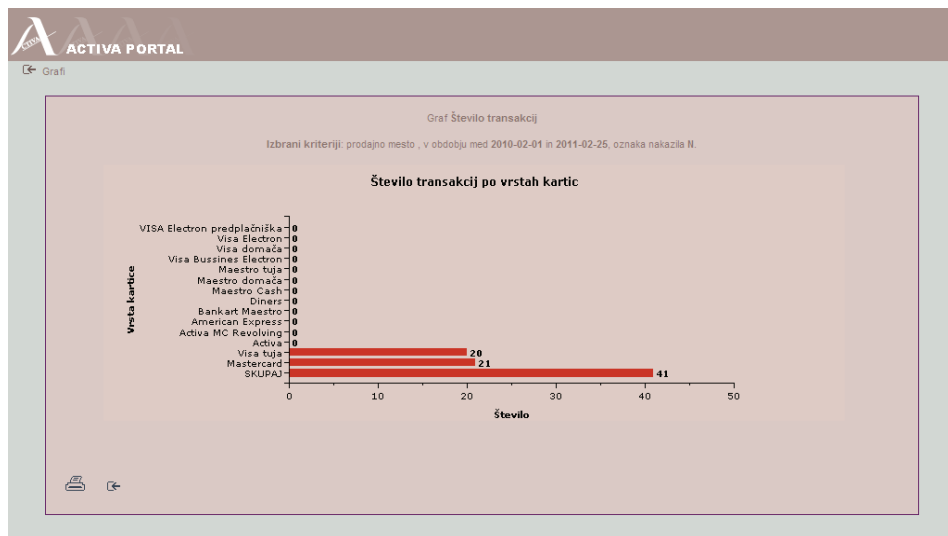 ACTIVA
ACTIVA PORTAL
Grafi
Graf Število transakcij
Izbrani kriteriji: prodajno mesto , v obdobju med 2010-02-01 in 2011-02-25, oznaka nakazila N.
Število transakcij po vrstah kartic
Vrsta kartice
VISA Electron predplačniška 0
Visa Electron 0
Visa domača 0
Visa Bussines Electron 0
Maestro tuja 0
Maestro domača 0
Maestro Cash 0
Diners 0
Bankart Maestro 0
American Express 0
Activa MC Revolving 0
Activa 0
Visa tuja 20
Mastercard 21
SKUPAJ 41
0 10 20 30 40 50
Število